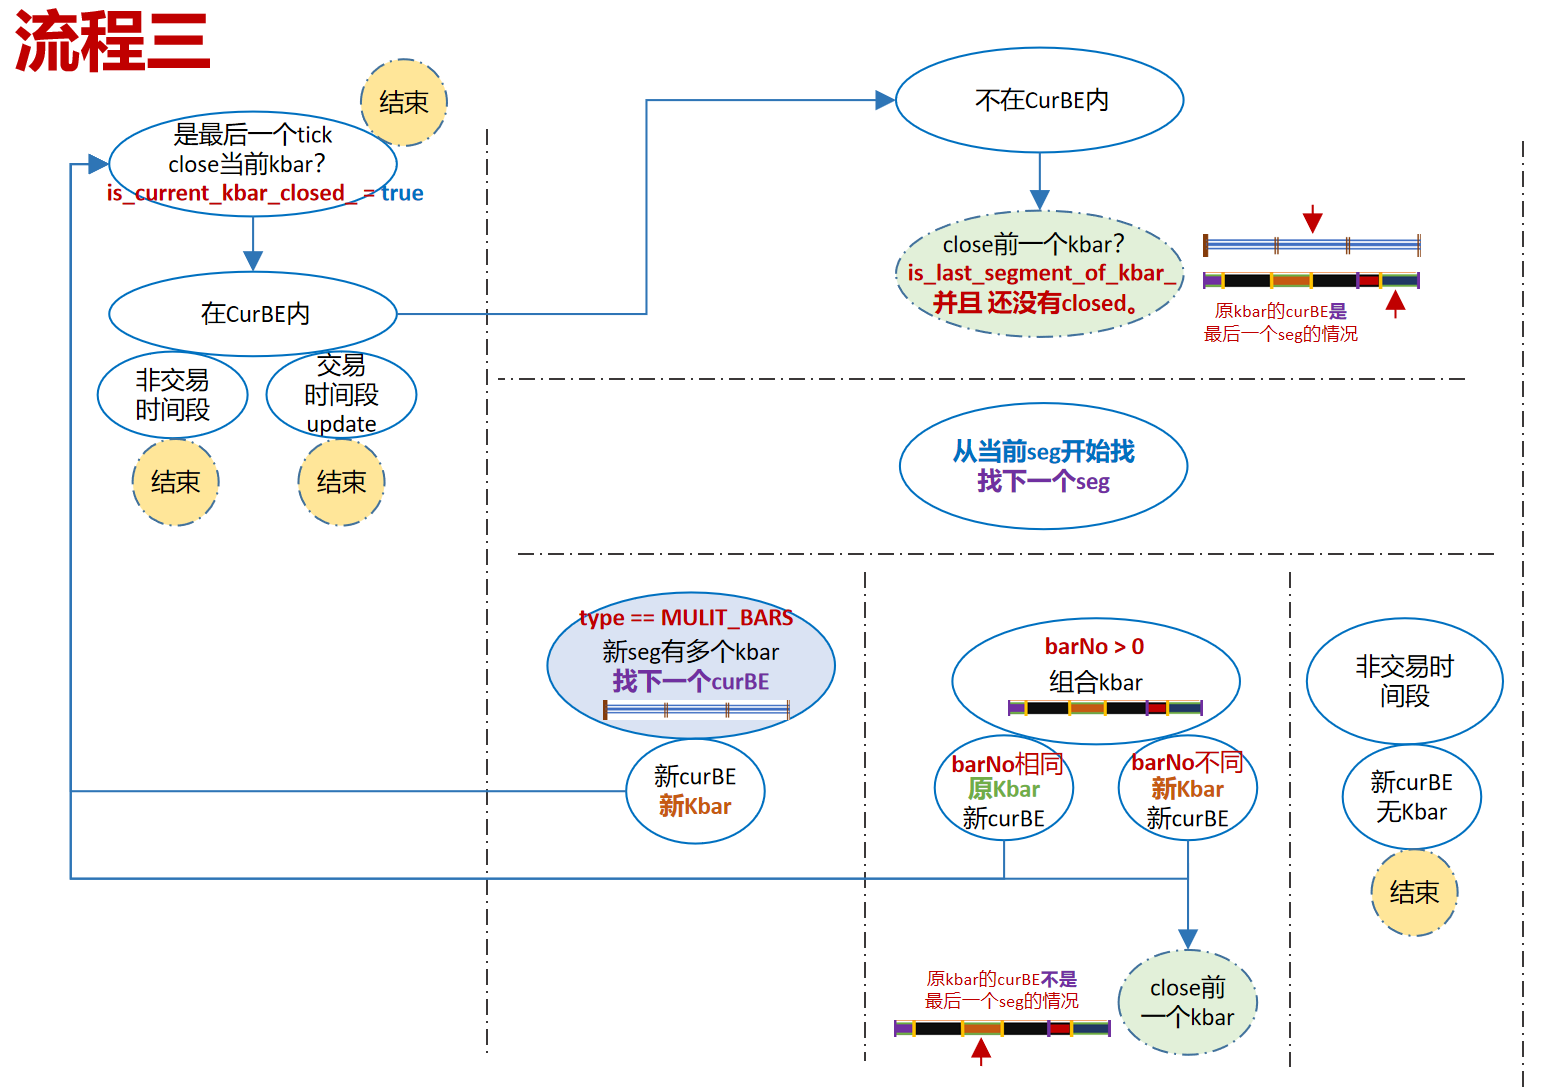 流程三
结束
是最后一个tick
close当前kbar?
is_current_kbar_closed_ = true
在CurBE内
非交易
时间段
交易
时间段
update
结束
结束
不在CurBE内
close前一个kbar?
is_last_segment_of_kbar_
并且 还没有closed。
原kbar的curBE是
最后一个seg的情况
从当前seg开始找
找下一个seg
type == MULIT_BARS
新seg有多个kbar
找下一个curBE
新curBE
新Kbar
barNo > 0
组合kbar
barNo相同
原Kbar
新curBE
barNo不同
新Kbar
新curBE
非交易时
间段
新curBE
无Kbar
结束
原kbar的curBE不是
最后一个seg的情况
close前
一个kbar